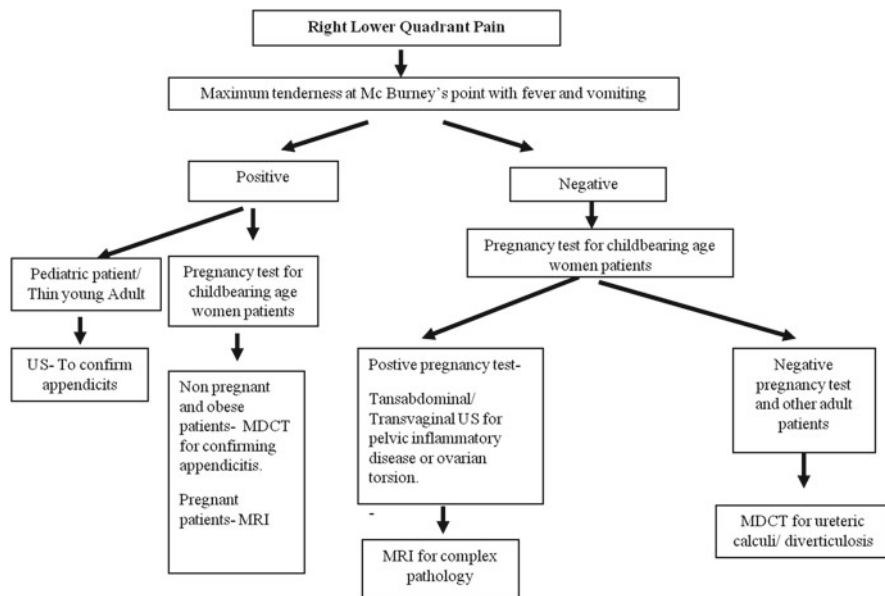 Right Lower Quadrant Pain
Maximum tenderness at Mc Burney's point with fever and vomiting
Positive
Negative
Pediatric patient/
Thin young Adult
Pregnancy test for
childbearing age
women patients
Pregnancy test for childbearing age
women patients
US- To confirm
appendicits
Non pregnant
and obese
patients- MDCT
for confirming
appendicitis.
Pregnant
patients- MRI
Postive pregnancy test-
Tansabdominal/
Transvaginal US for
pelvic inflammatory
disease or ovarian
torsion.
-
MRI for complex
pathology
Negative
pregnancy test
and other adult
patients
MDCT for ureteric
calculi/ diverticulosis